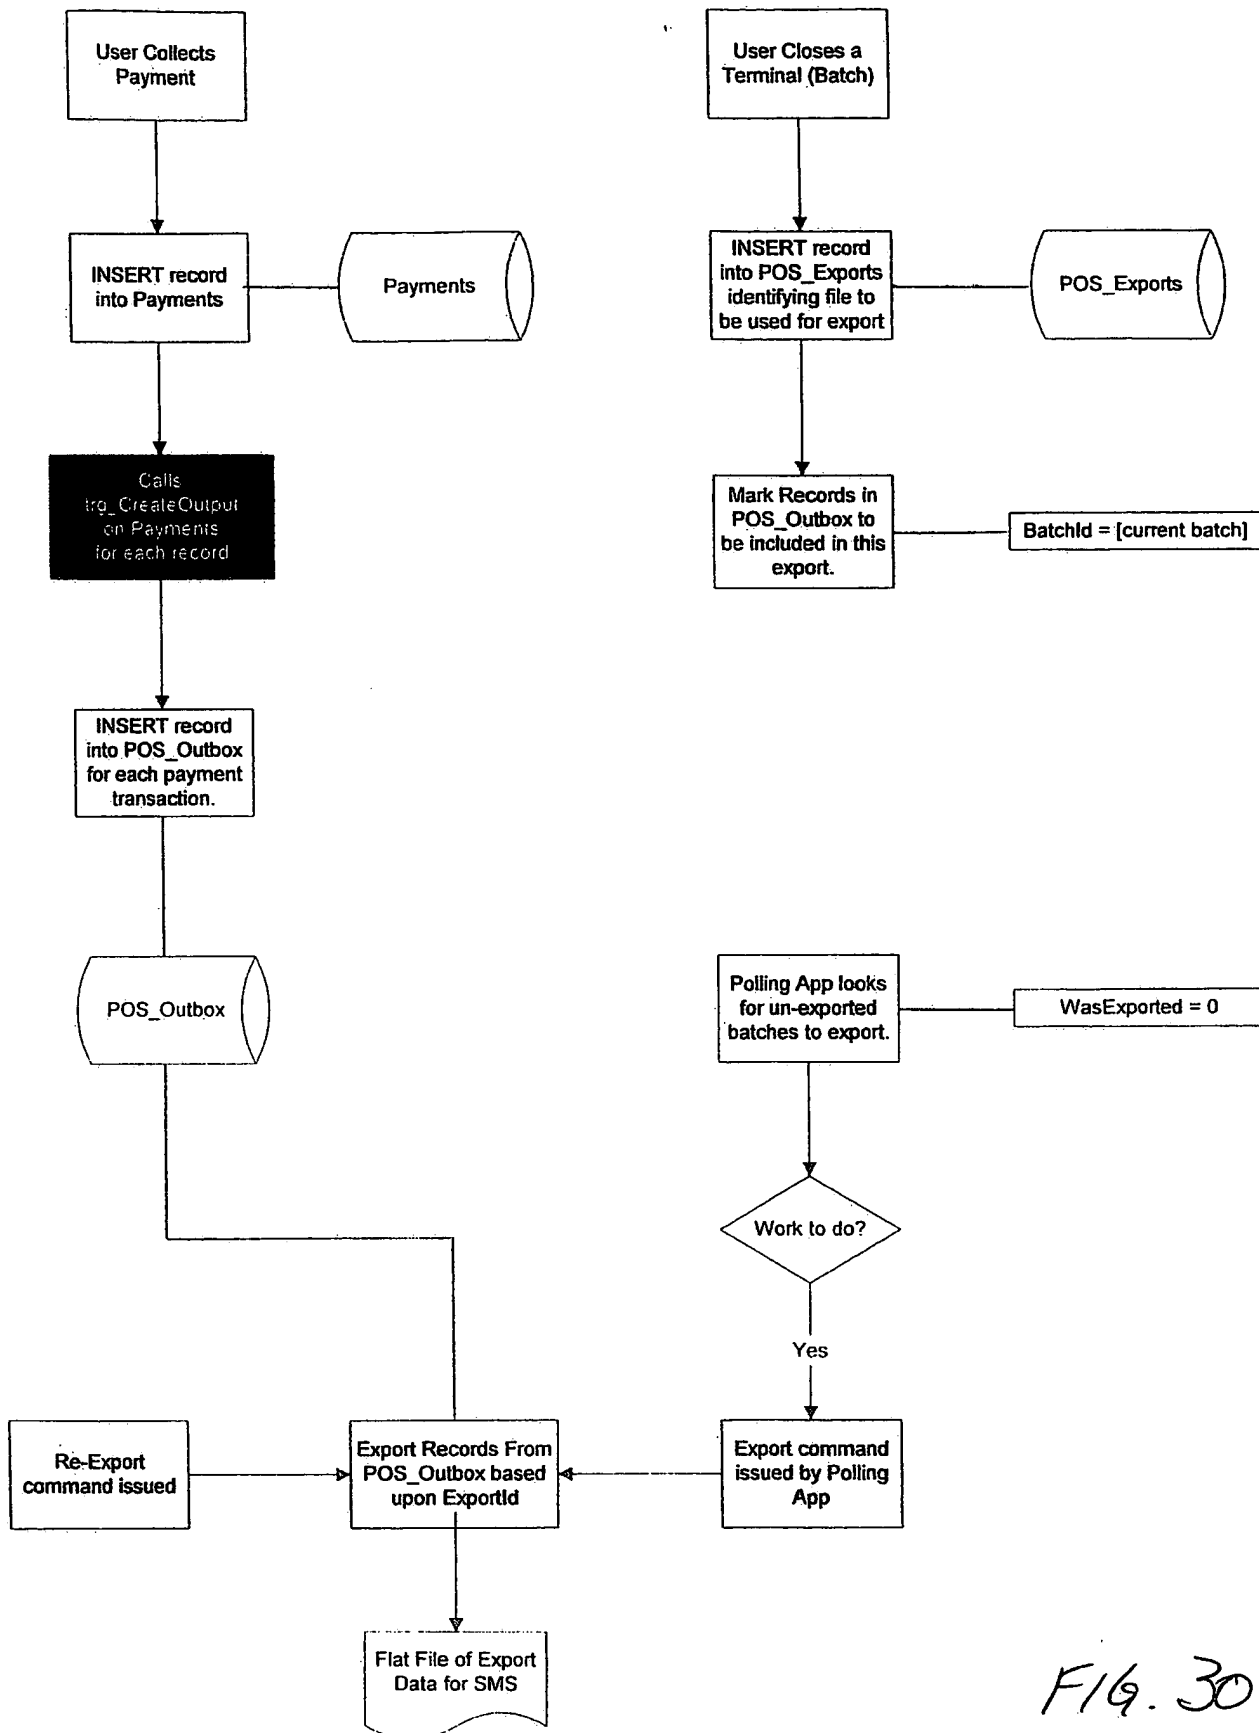 User Collects
Payment
User Closes a
Terminal (Batch)
INSERT record
into Payments
Payments
INSERT record
into POS_Exports
identifying file to
be used for export
POS_Exports
Calls
trg_CreateOutput
on Payments
for each record
Mark Records in
POS_Outbox to
be included in this
export.
BatchId = [current batch]
INSERT record
into POS_Outbox
for each payment
transaction.
POS_Outbox
Polling App looks
for un-exported
batches to export.
WasExported = 0
Work to do?
Yes
Re-Export
command issued
Export Records From
POS_Outbox based
upon ExportId
Export command
issued by Polling
App
Flat File of Export
Data for SMS
FIG. 30